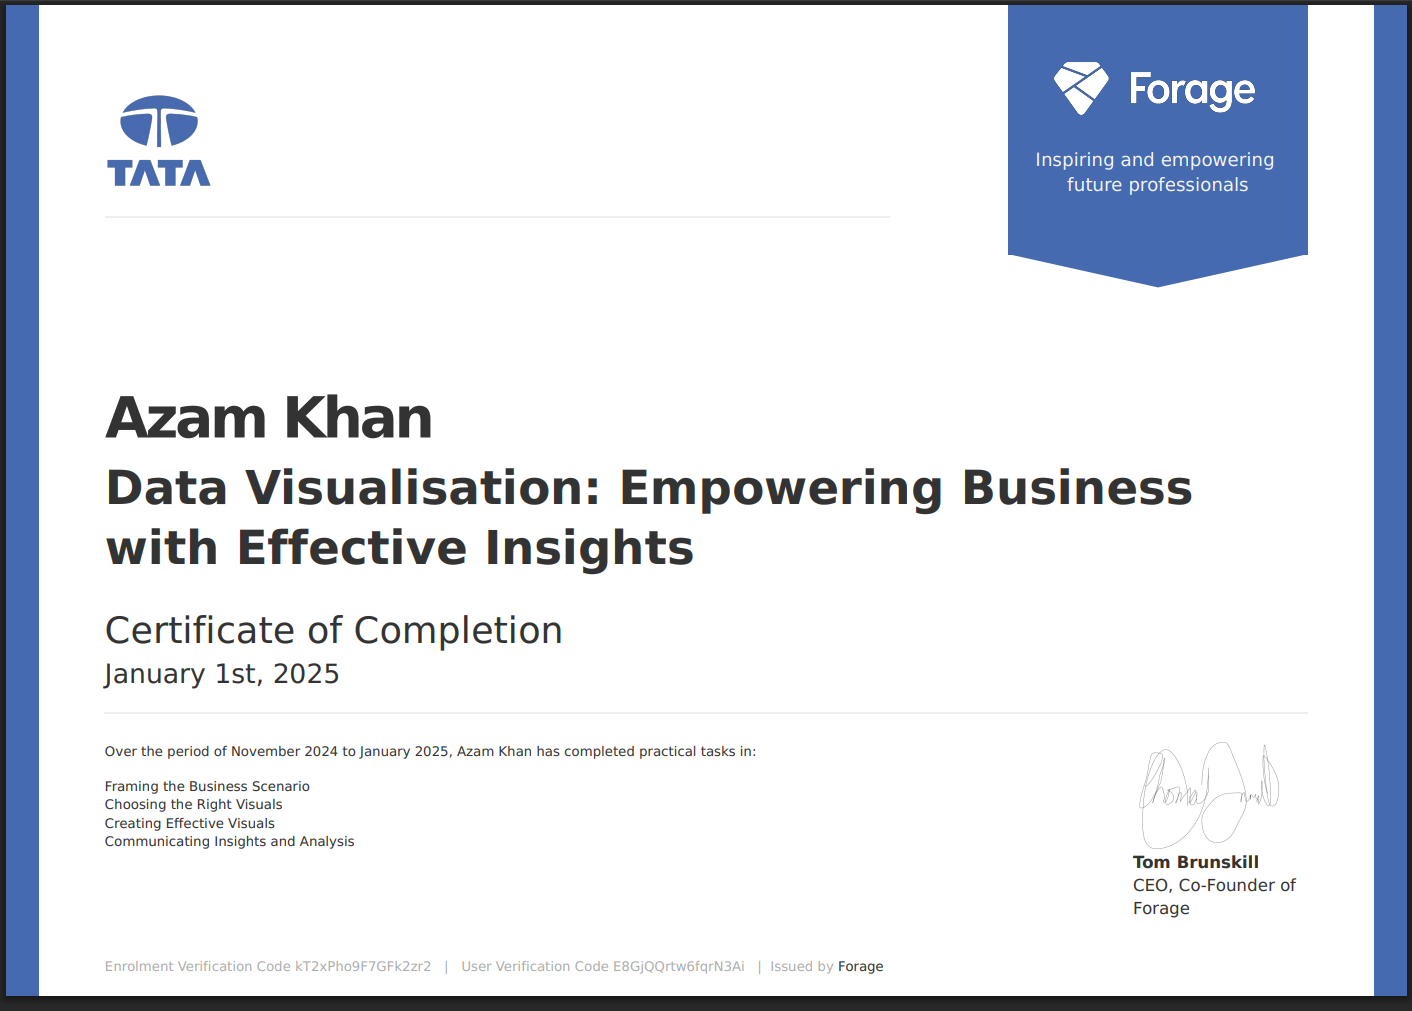 TATA
Forage
Inspiring and empowering
future professionals
Azam Khan
Data Visualisation: Empowering Business
with Effective Insights
Certificate of Completion
January 1st, 2025
Over the period of November 2024 to January 2025, Azam Khan has completed practical tasks in:
Framing the Business Scenario
Choosing the Right Visuals
Creating Effective Visuals
Communicating Insights and Analysis
Tom Brunskill
CEO, Co-Founder of
Forage
Enrolment Verification Code kT2xPho9F7GFk2zr2 | User Verification Code E8GjQQrtw6fqrN3Ai | Issued by Forage